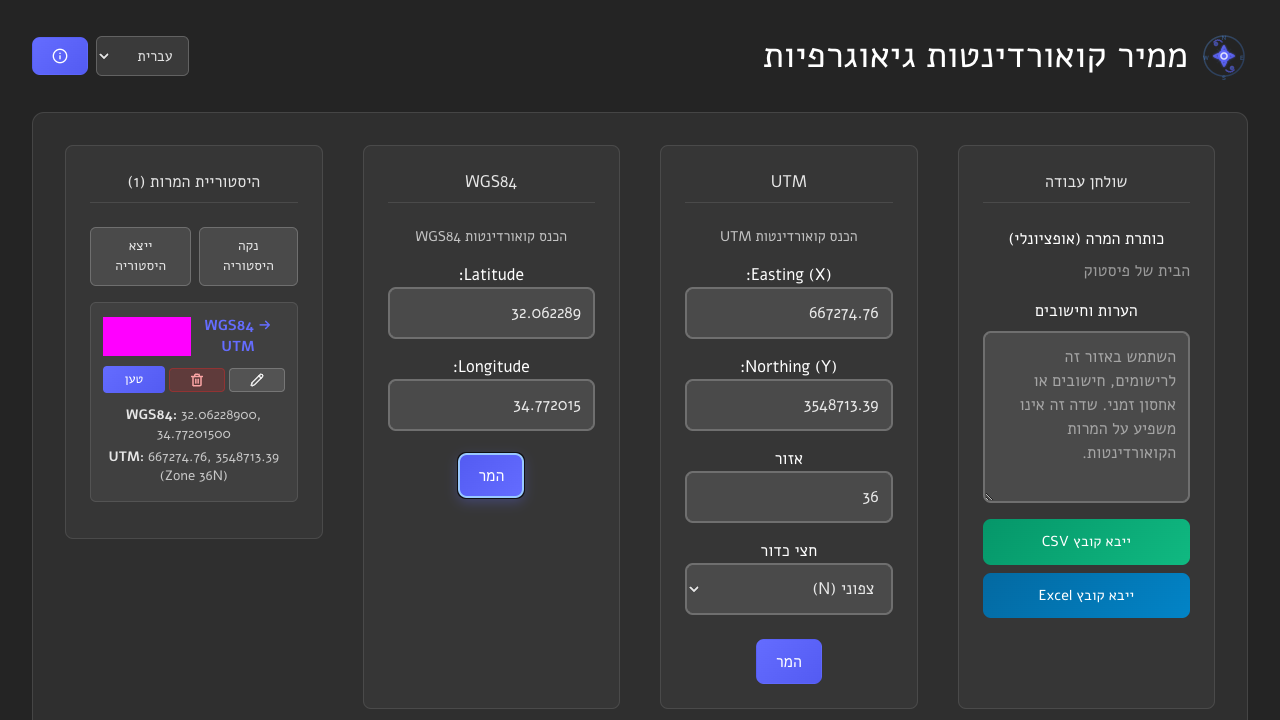 ממיר קואורדינטות גיאוגרפיות
עברית
שולחן עבודה
כותרת המרה (אופציונלי)
הבית של פיסטוק
הערות וחישובים
השתמש באזור זה
לרישומים, חישובים או
אחסון זמני. שדה זה אינו
משפיע על המרות
הקואורדינטות.
ייבא קובץ CSV
ייבא קובץ Excel
UTM
הכנס קואורדינטות UTM
Easting (X):
667274.76
Northing (Y):
3548713.39
אזור
36
חצי כדור
צפוני (N)
המר
WGS84
הכנס קואורדינטות WGS84
Latitude:
32.062289
Longitude:
34.772015
המר
היסטוריית המרות (1)
נקה
היסטוריה
ייצא
היסטוריה
WGS84 →
UTM
טען
WGS84: 32.06228900,
34.77201500
UTM: 667274.76, 3548713.39
(Zone 36N)